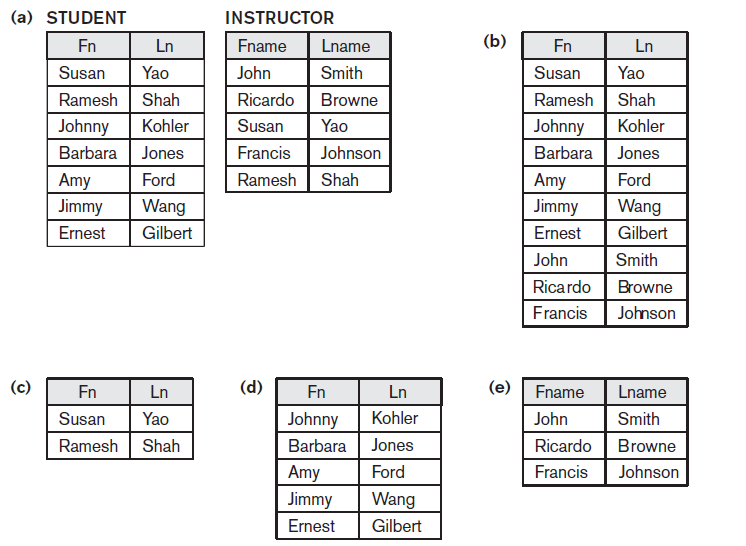 (a) STUDENT
Fn Ln
Susan Yao
Ramesh Shah
Johnny Kohler
Barbara Jones
Amy Ford
Jimmy Wang
Ernest Gilbert
INSTRUCTOR
Fname Lname
John Smith
Ricardo Browne
Susan Yao
Francis Johnson
Ramesh Shah
(b)
Fn Ln
Susan Yao
Ramesh Shah
Johnny Kohler
Barbara Jones
Amy Ford
Jimmy Wang
Ernest Gilbert
John Smith
Ricardo Browne
Francis Johnson
(c)
Fn Ln
Susan Yao
Ramesh Shah
(d)
Fn Ln
Johnny Kohler
Barbara Jones
Amy Ford
Jimmy Wang
Ernest Gilbert
(e)
Fname Lname
John Smith
Ricardo Browne
Francis Johnson